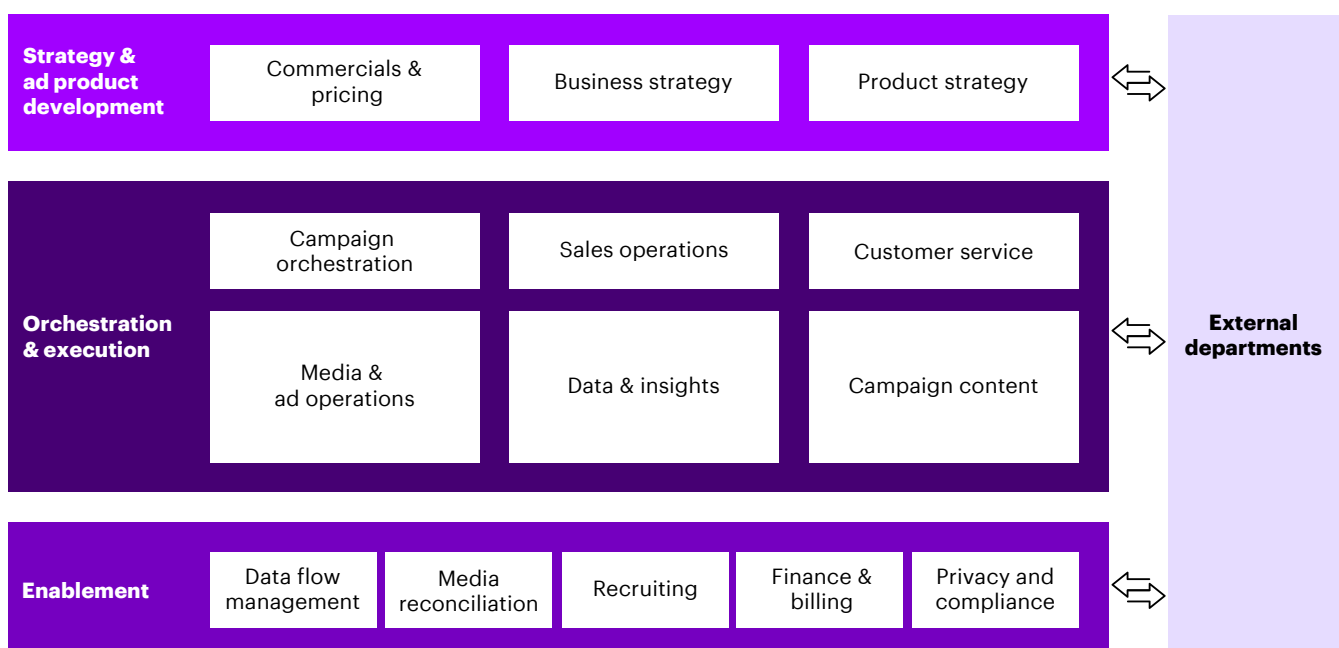 Strategy &
ad product
development
Commercials &
pricing
Business strategy
Product strategy
Orchestration
& execution
Campaign
orchestration
Sales operations
Customer service
Media &
ad operations
Data & insights
Campaign content
External
departments
Enablement
Data flow
management
Media
reconciliation
Recruiting
Finance &
billing
Privacy and
compliance